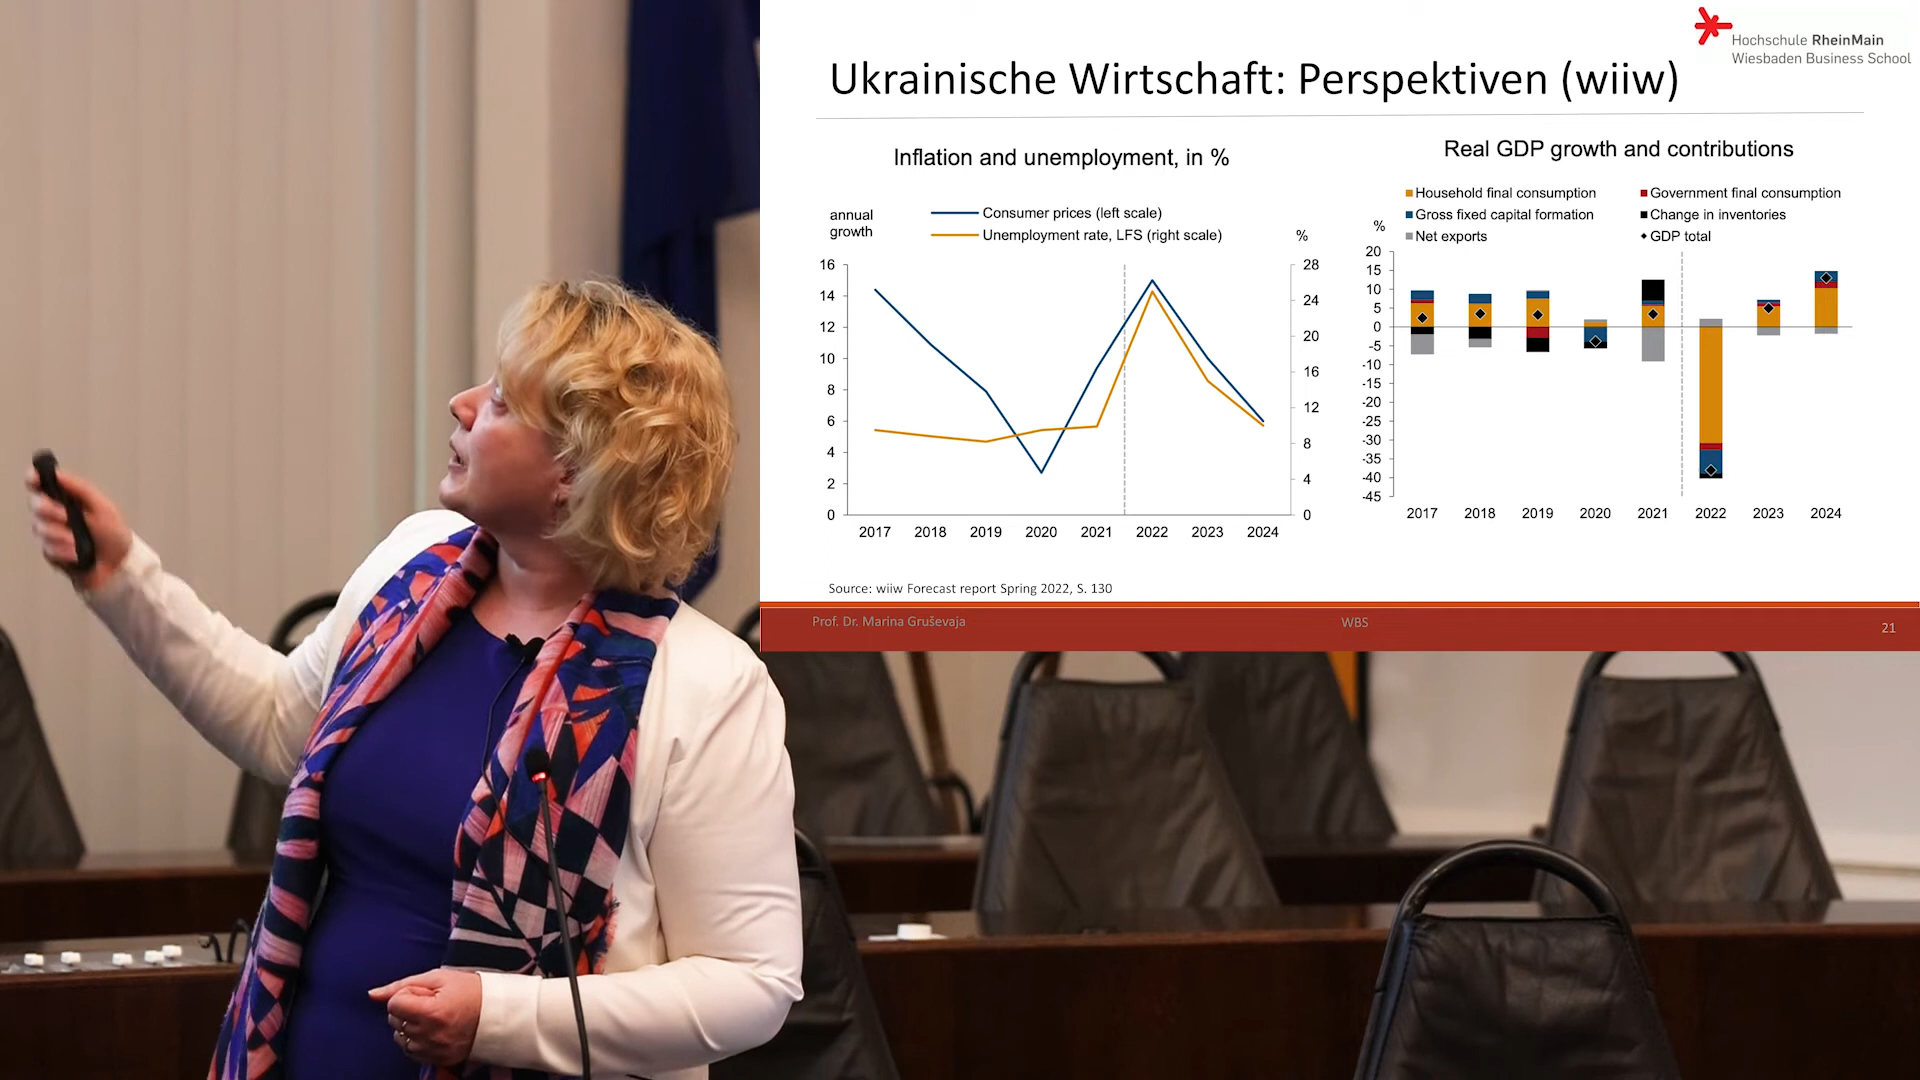 Hochschule RheinMain
Wiesbaden Business School
Ukrainische Wirtschaft: Perspektiven (wiiw)
Inflation and unemployment, in %
annual
growth
Consumer prices (left scale)
Unemployment rate, LFS (right scale)
%
16
14
12
10
8
6
4
2
0
28
24
20
16
12
8
4
0
2017 2018 2019 2020 2021 2022 2023 2024
Real GDP growth and contributions
Household final consumption
Government final consumption
Gross fixed capital formation
Change in inventories
Net exports
GDP total
%
20
15
10
5
0
-5
-10
-15
-20
-25
-30
-35
-40
-45
2017 2018 2019 2020 2021 2022 2023 2024
Source: wiiw Forecast report Spring 2022, S. 130
Prof. Dr. Marina Gruševaja
WBS
21